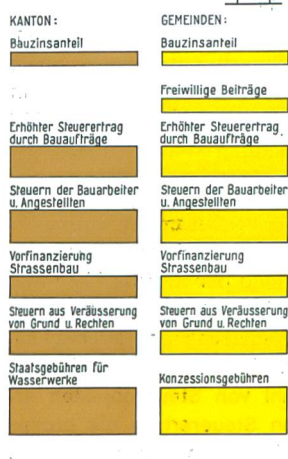 KANTON:
Bauzinsanteil
Erhöhter Steuerertrag
durch Bauaufträge
Steuern der Bauarbeiter
u. Angestellten
Vorfinanzierung
Strassenbau
Steuern aus Veräusserung
von Grund u. Rechten
Staatsgebühren für
Wasserwerke
GEMEINDEN:
Bauzinsanteil
Freiwillige Beiträge
Erhöhter Steuerertrag
durch Bauaufträge
Steuern der Bauarbeiter
u. Angestellten
Vorfinanzierung
Strassenbau
Steuern aus Veräusserung
von Grund u. Rechten
Konzessionsgebühren